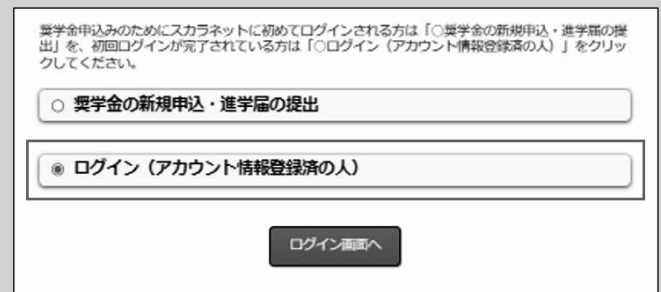 奨学金申込みのためにスカラネットに初めてログインされる方は「○奨学金の新規申込・進学届の提
出」を、初回ログインが完了されている方は「○ログイン（アカウント情報登録済の人）」をクリッ
クしてください。
奨学金の新規申込・進学届の提出
ログイン（アカウント情報登録済の人）
ログイン画面へ